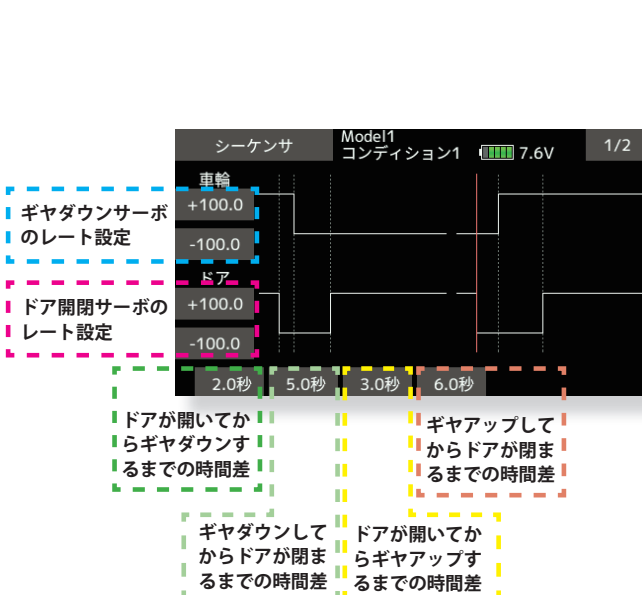 シーケンサ
Model1
コンディション1
7.6V
1/2
車輪
+100.0
-100.0
ギヤダウンサーボ
のレート設定
ドア
+100.0
-100.0
ドア開閉サーボの
レート設定
2.0秒
5.0秒
3.0秒
6.0秒
ドアが開いてか
らギヤダウンす
るまでの時間差
ギヤアップして
からドアが閉ま
るまでの時間差
ギヤダウンして
からドアが閉ま
るまでの時間差
ドアが開いてか
らギヤアップす
るまでの時間差